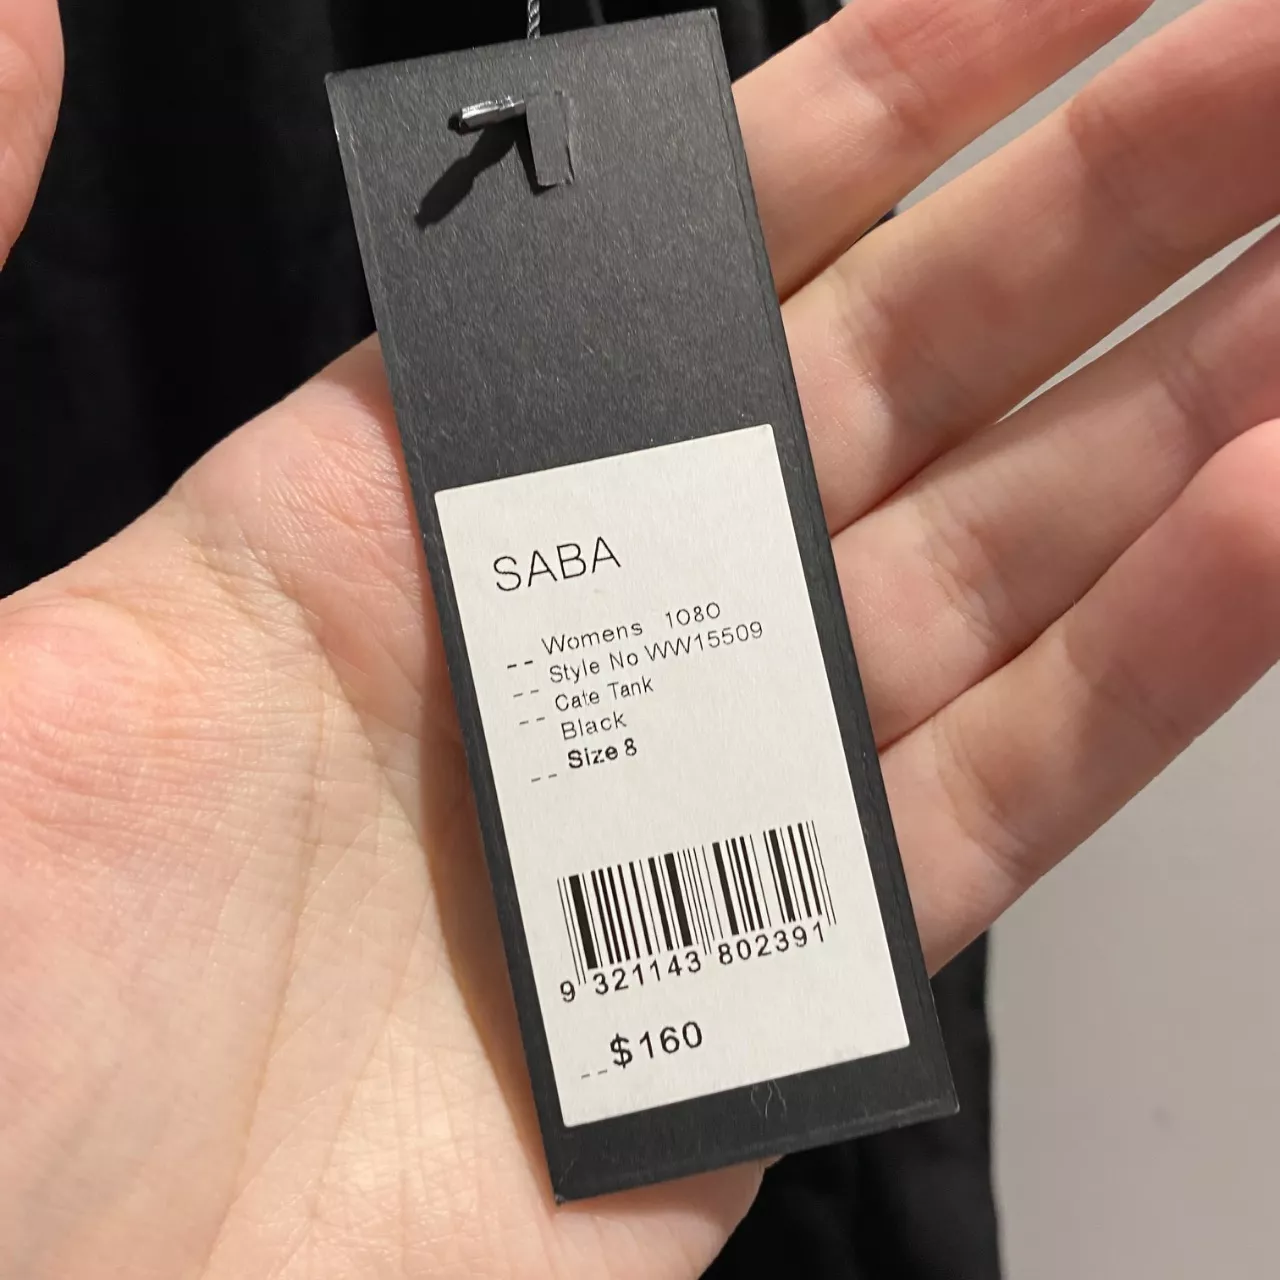 SABA
-- Womens 1080
-- Style No WW15509
-- Cate Tank
Black
-- Size 8
9 321143 802391
-- $160